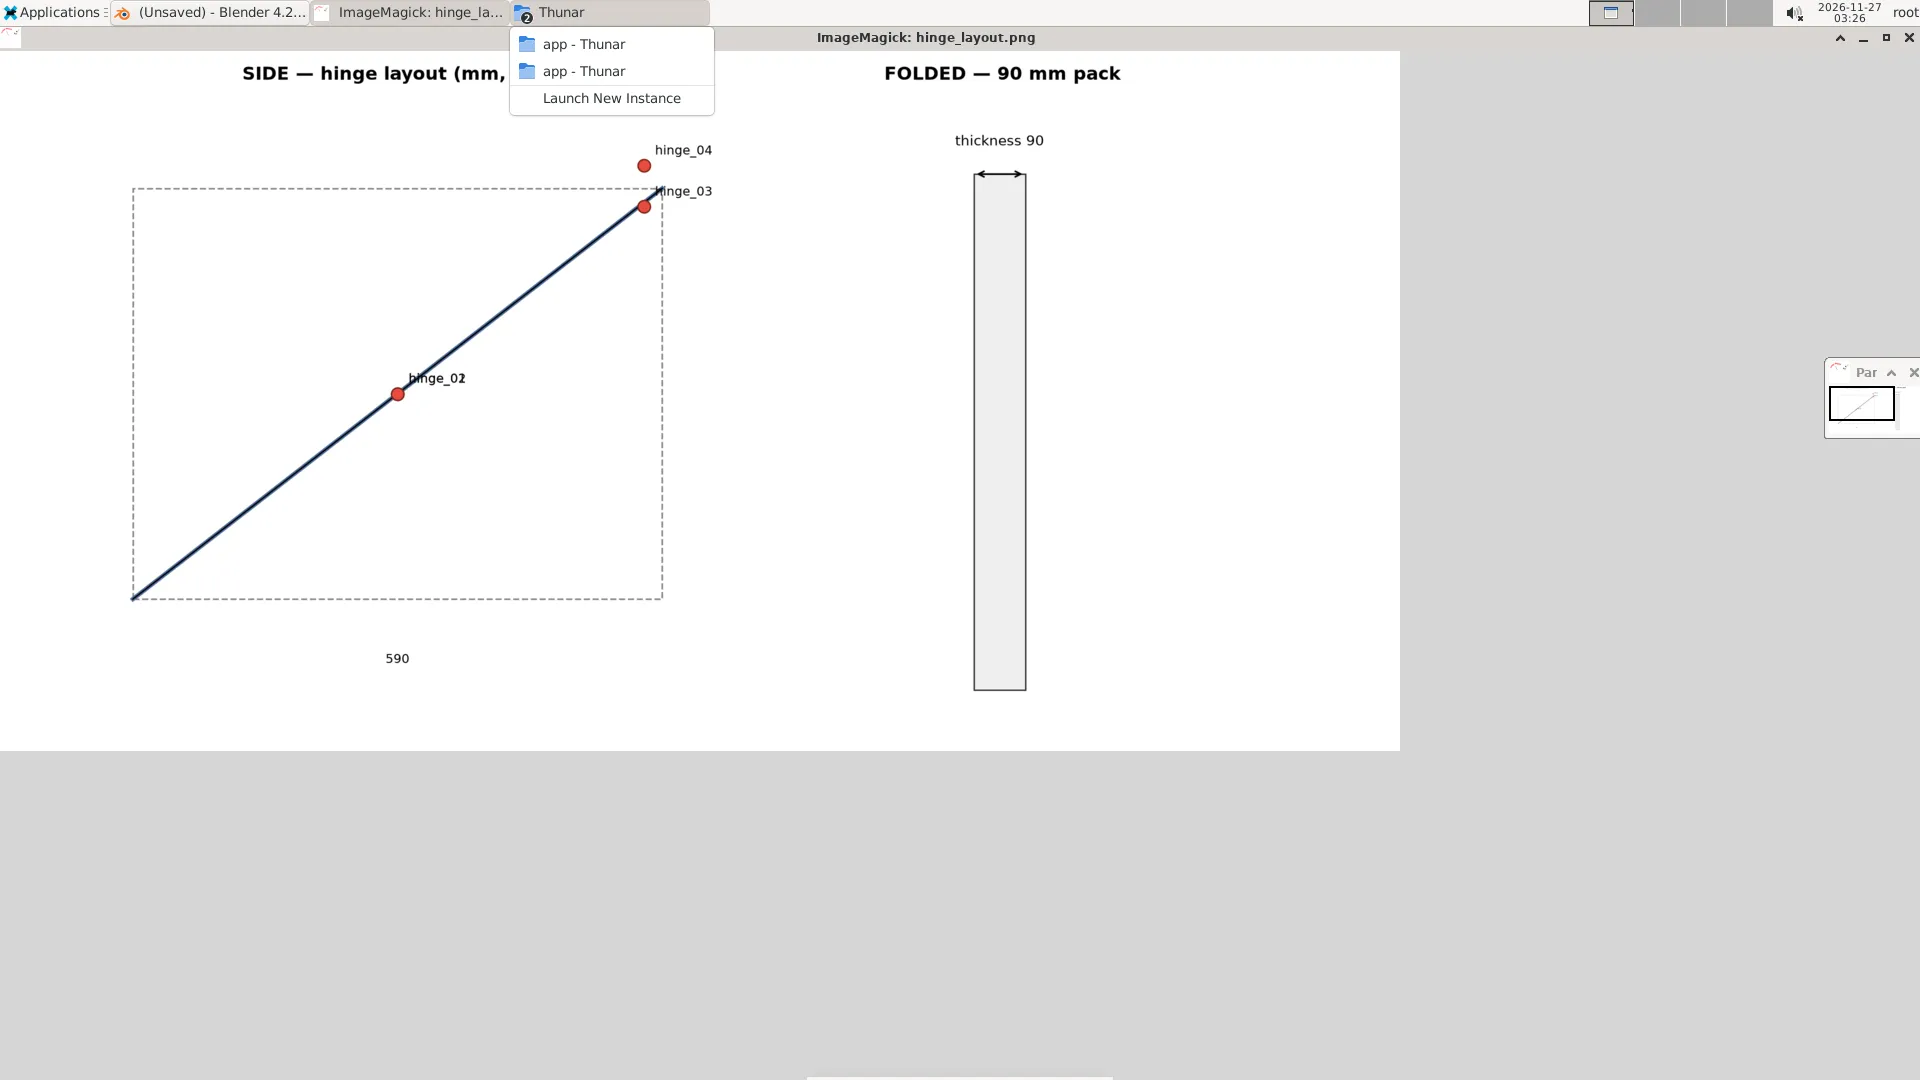 Applications
(Unsaved) - Blender 4.2...
ImageMagick: hinge_la...
2
Thunar
2026-11-27
03:26
root
app - Thunar
app - Thunar
Launch New Instance
ImageMagick: hinge_layout.png
SIDE — hinge layout (mm,
FOLDED — 90 mm pack
thickness 90
hinge_04
hinge_03
590
Par